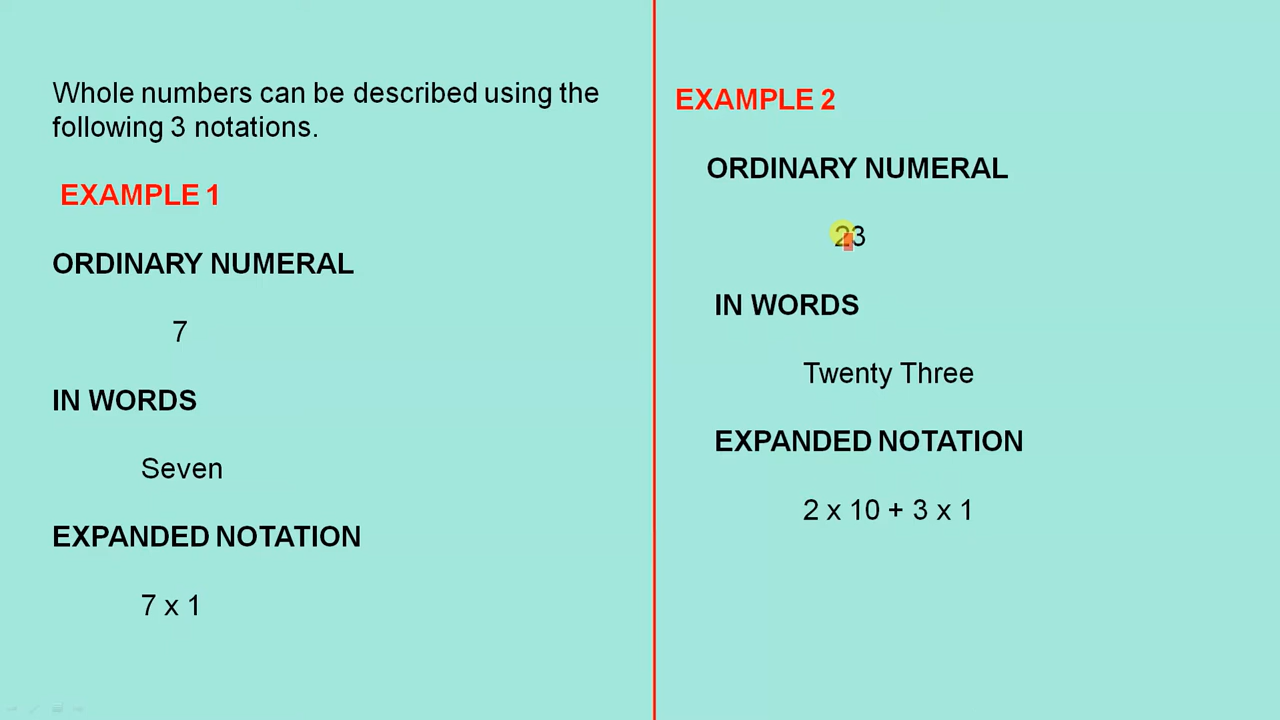 Whole numbers can be described using the
following 3 notations.
EXAMPLE 1
ORDINARY NUMERAL
7
IN WORDS
Seven
EXPANDED NOTATION
7 x 1
EXAMPLE 2
ORDINARY NUMERAL
23
IN WORDS
Twenty Three
EXPANDED NOTATION
2 x 10 + 3 x 1